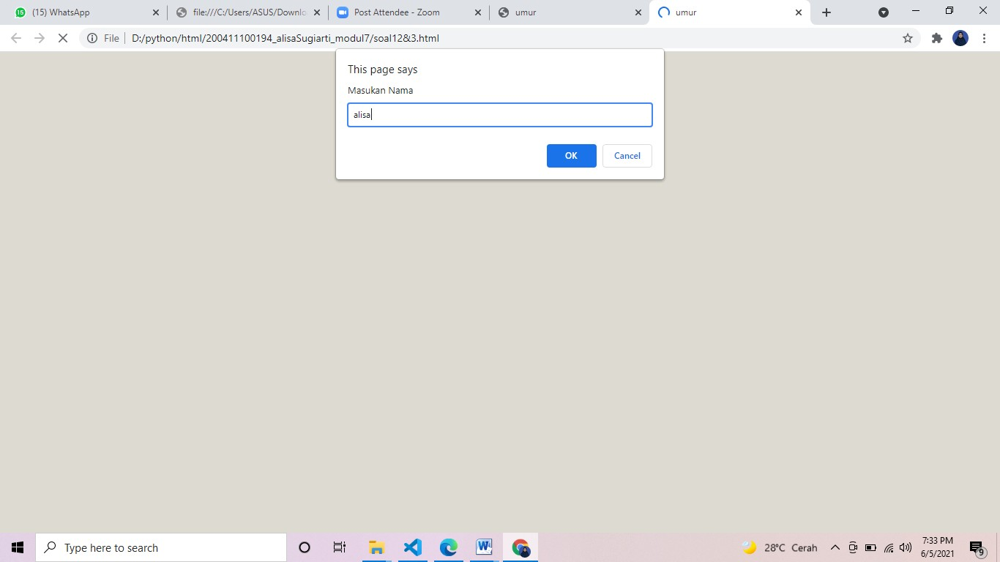 15 (15) WhatsApp
file:///C:/Users/ASUS/Downlo
Post Attendee - Zoom
umur
umur
File D:/python/html/200411100194_alisaSugiarti_modul7/soal12&3.html
This page says
Masukan Nama
alisa
OK Cancel
Type here to search
28°C Cerah
7:33 PM
6/5/2021
9